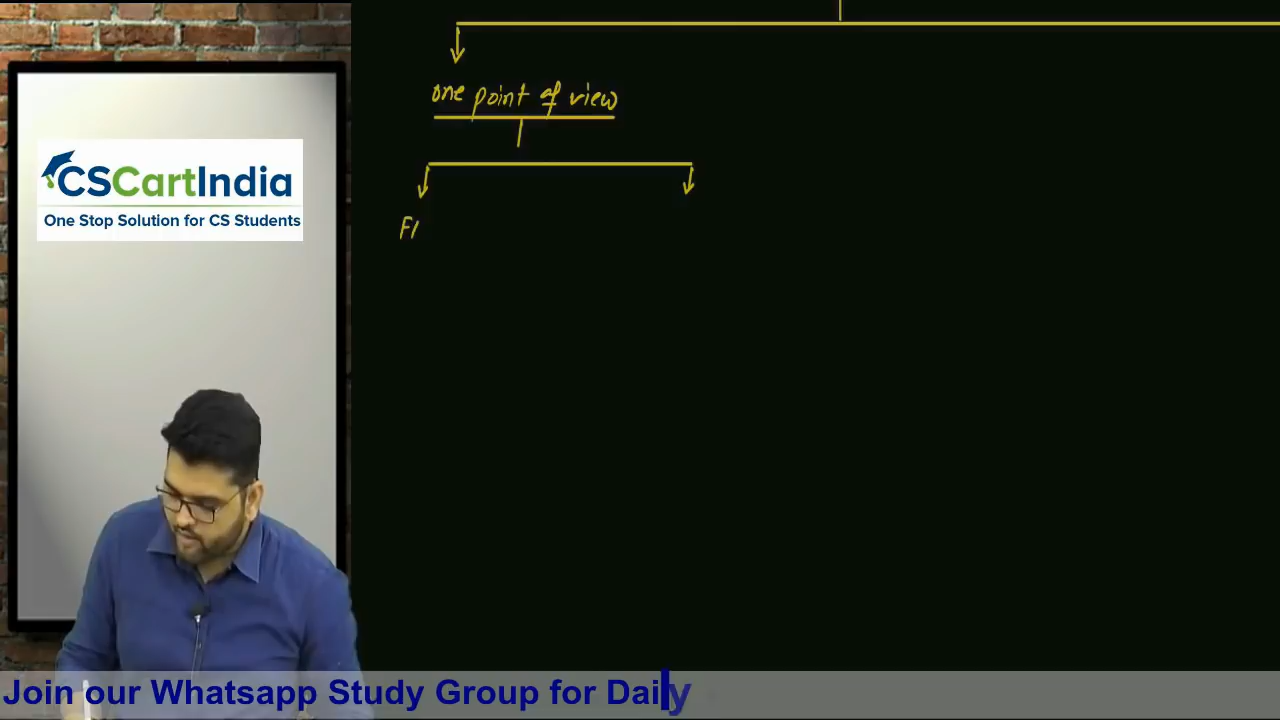 one point of view
CSCartIndia
One Stop Solution for CS Students
Join our Whatsapp Study Group for Daily